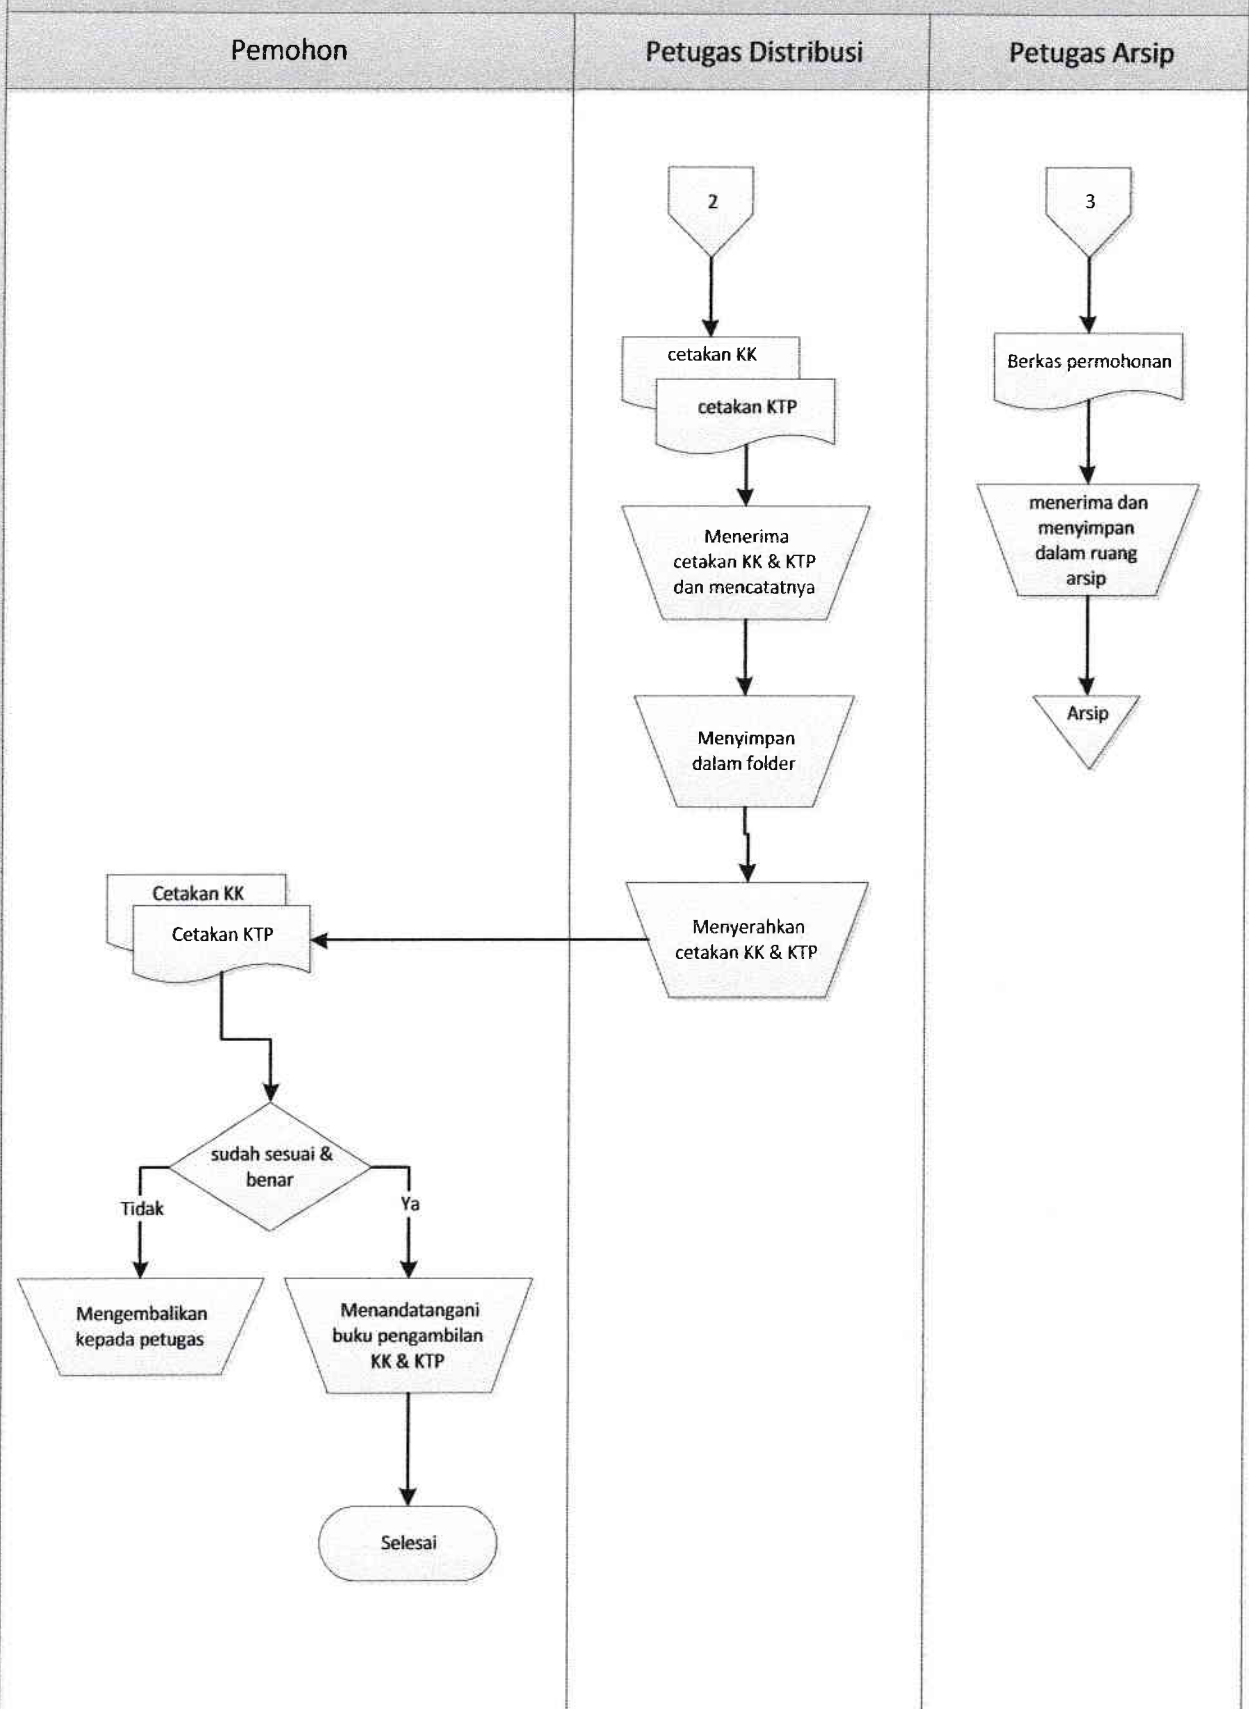 Pemohon
Petugas Distribusi
Petugas Arsip
2
3
cetakan KK
cetakan KTP
Berkas permohonan
Menerima
cetakan KK & KTP
dan mencatatnya
menerima dan
menyimpan
dalam ruang
arsip
Menyimpan
dalam folder
Arsip
Menyerahkan
cetakan KK & KTP
Cetakan KK
Cetakan KTP
sudah sesuai &
benar
Tidak
Ya
Mengembalikan
kepada petugas
Menandatangani
buku pengambilan
KK & KTP
Selesai